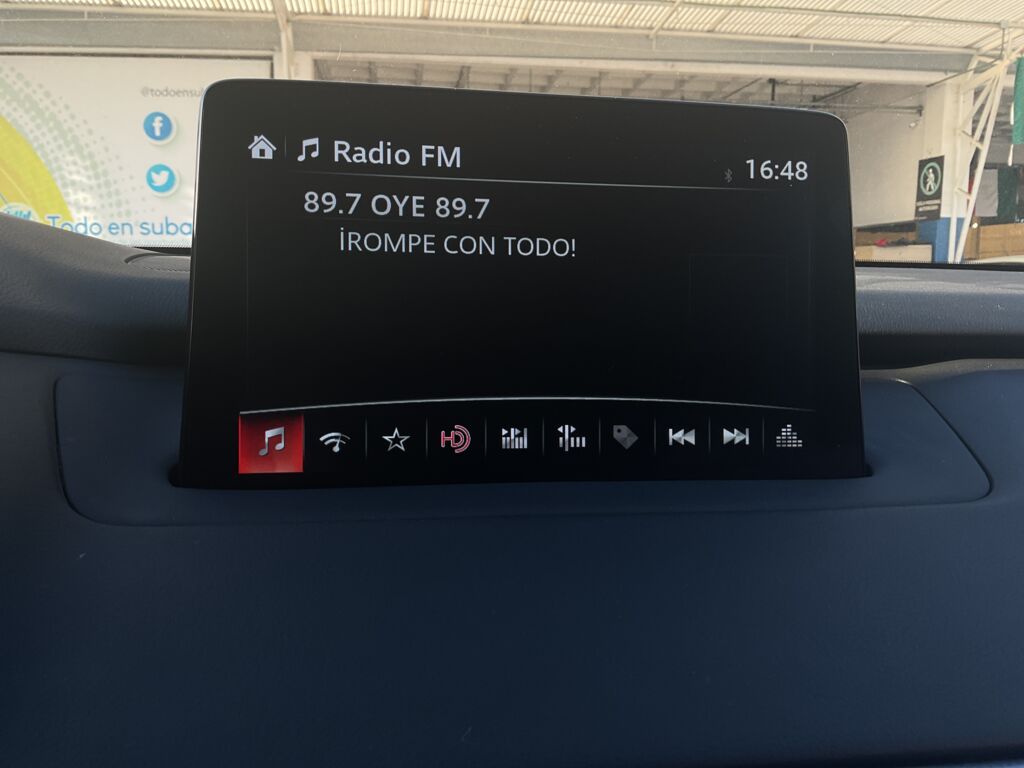 @todoensu
Radio FM
16:48
89.7 OYE 89.7
¡ROMPE CON TODO!
HD
Todo en suba